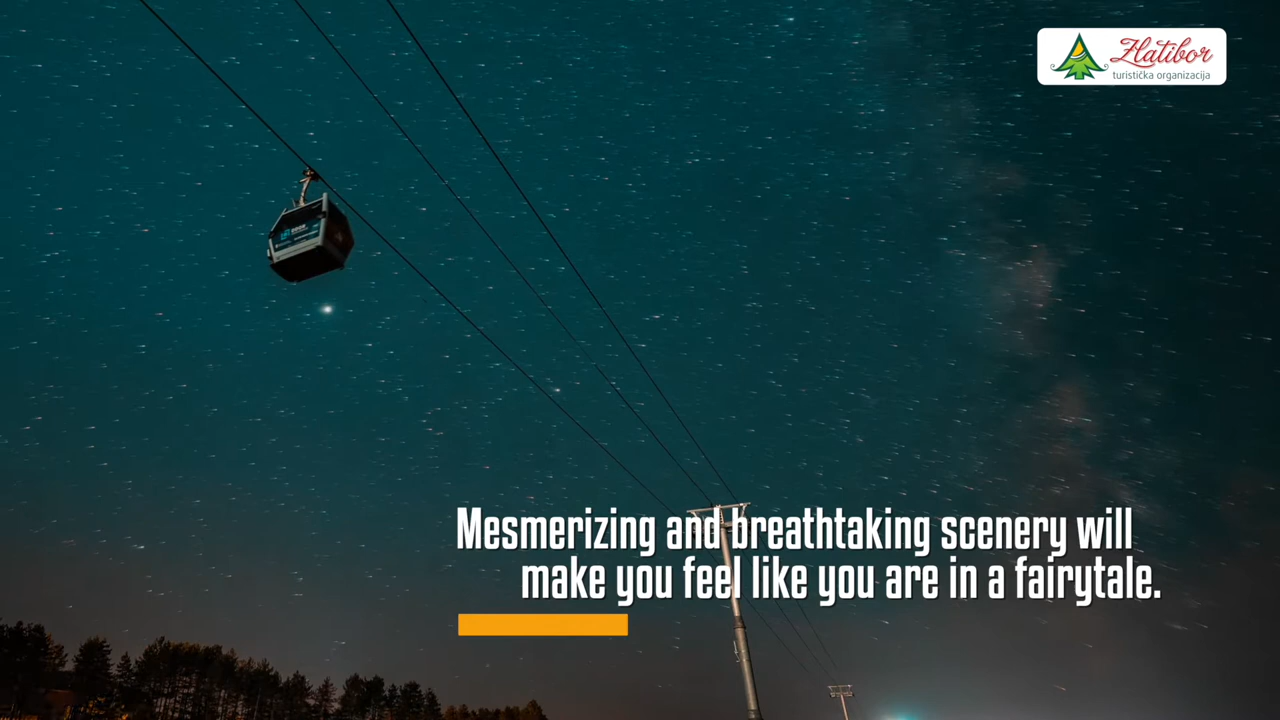 Zlatibor
turistička organizacija
Mesmerizing and breathtaking scenery will
make you feel like you are in a fairytale.